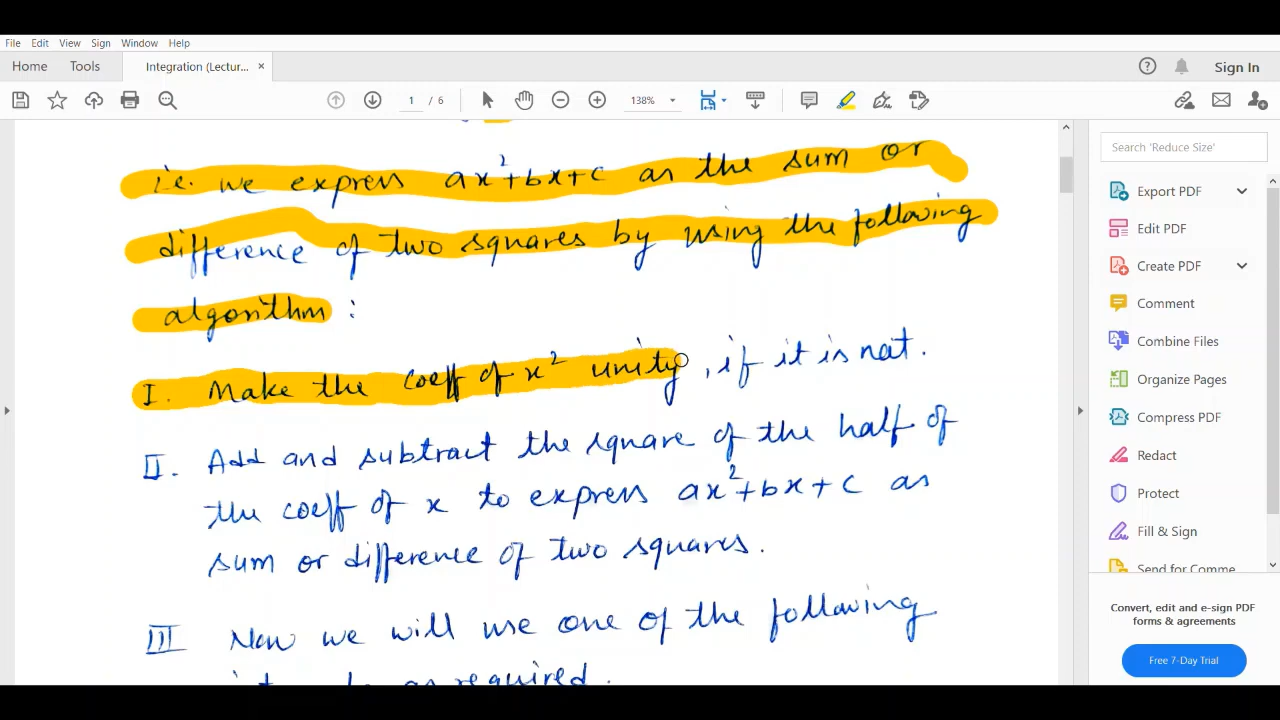 File Edit View Sign Window Help
Home Tools Integration (Lectur... × Sign In
1 / 6 138%
i.e. we express ax²+bx+c as the sum or
difference of two squares by using the following
algorithm :
I. Make the coeff of x² unity, if it is not.
II. Add and subtract the square of the half of
the coeff of x to express ax²+bx+c as
sum or difference of two squares.
III Now we will use one of the following
as required.
Search 'Reduce Size'
Export PDF
Edit PDF
Create PDF
Comment
Combine Files
Organize Pages
Compress PDF
Redact
Protect
Fill & Sign
Send for Comme
Convert, edit and e-sign PDF
forms & agreements
Free 7-Day Trial